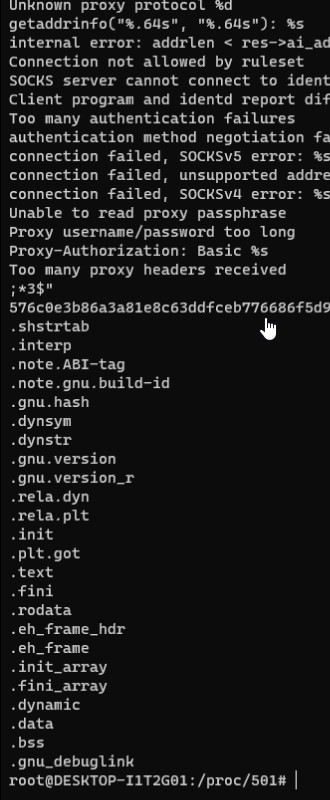 Unknown proxy protocol %d
getaddrinfo("%.64s", "%.64s"): %s
internal error: addrlen < res->ai_ad
Connection not allowed by ruleset
SOCKS server cannot connect to ident
Client program and identd report dif
Too many authentication failures
authentication method negotiation fa
connection failed, SOCKSv5 error: %s
connection failed, unsupported addre
connection failed, SOCKSv4 error: %s
Unable to read proxy passphrase
Proxy username/password too long
Proxy-Authorization: Basic %s
Too many proxy headers received
;*3$"
576c0e3b86a3a81e8c63ddfceb776686f5d9
.shstrtab
.interp
.note.ABI-tag
.note.gnu.build-id
.gnu.hash
.dynsym
.dynstr
.gnu.version
.gnu.version_r
.rela.dyn
.rela.plt
.init
.plt.got
.text
.fini
.rodata
.eh_frame_hdr
.eh_frame
.init_array
.fini_array
.dynamic
.data
.bss
.gnu_debuglink
root@DESKTOP-I1T2G01:/proc/501#